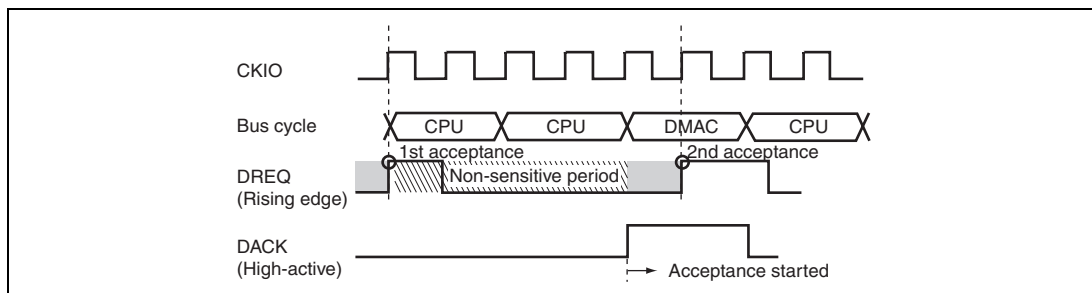 CKIO
Bus cycle
CPU
CPU
DMAC
CPU
1st acceptance
2nd acceptance
DREQ
(Rising edge)
Non-sensitive period
DACK
(High-active)
Acceptance started